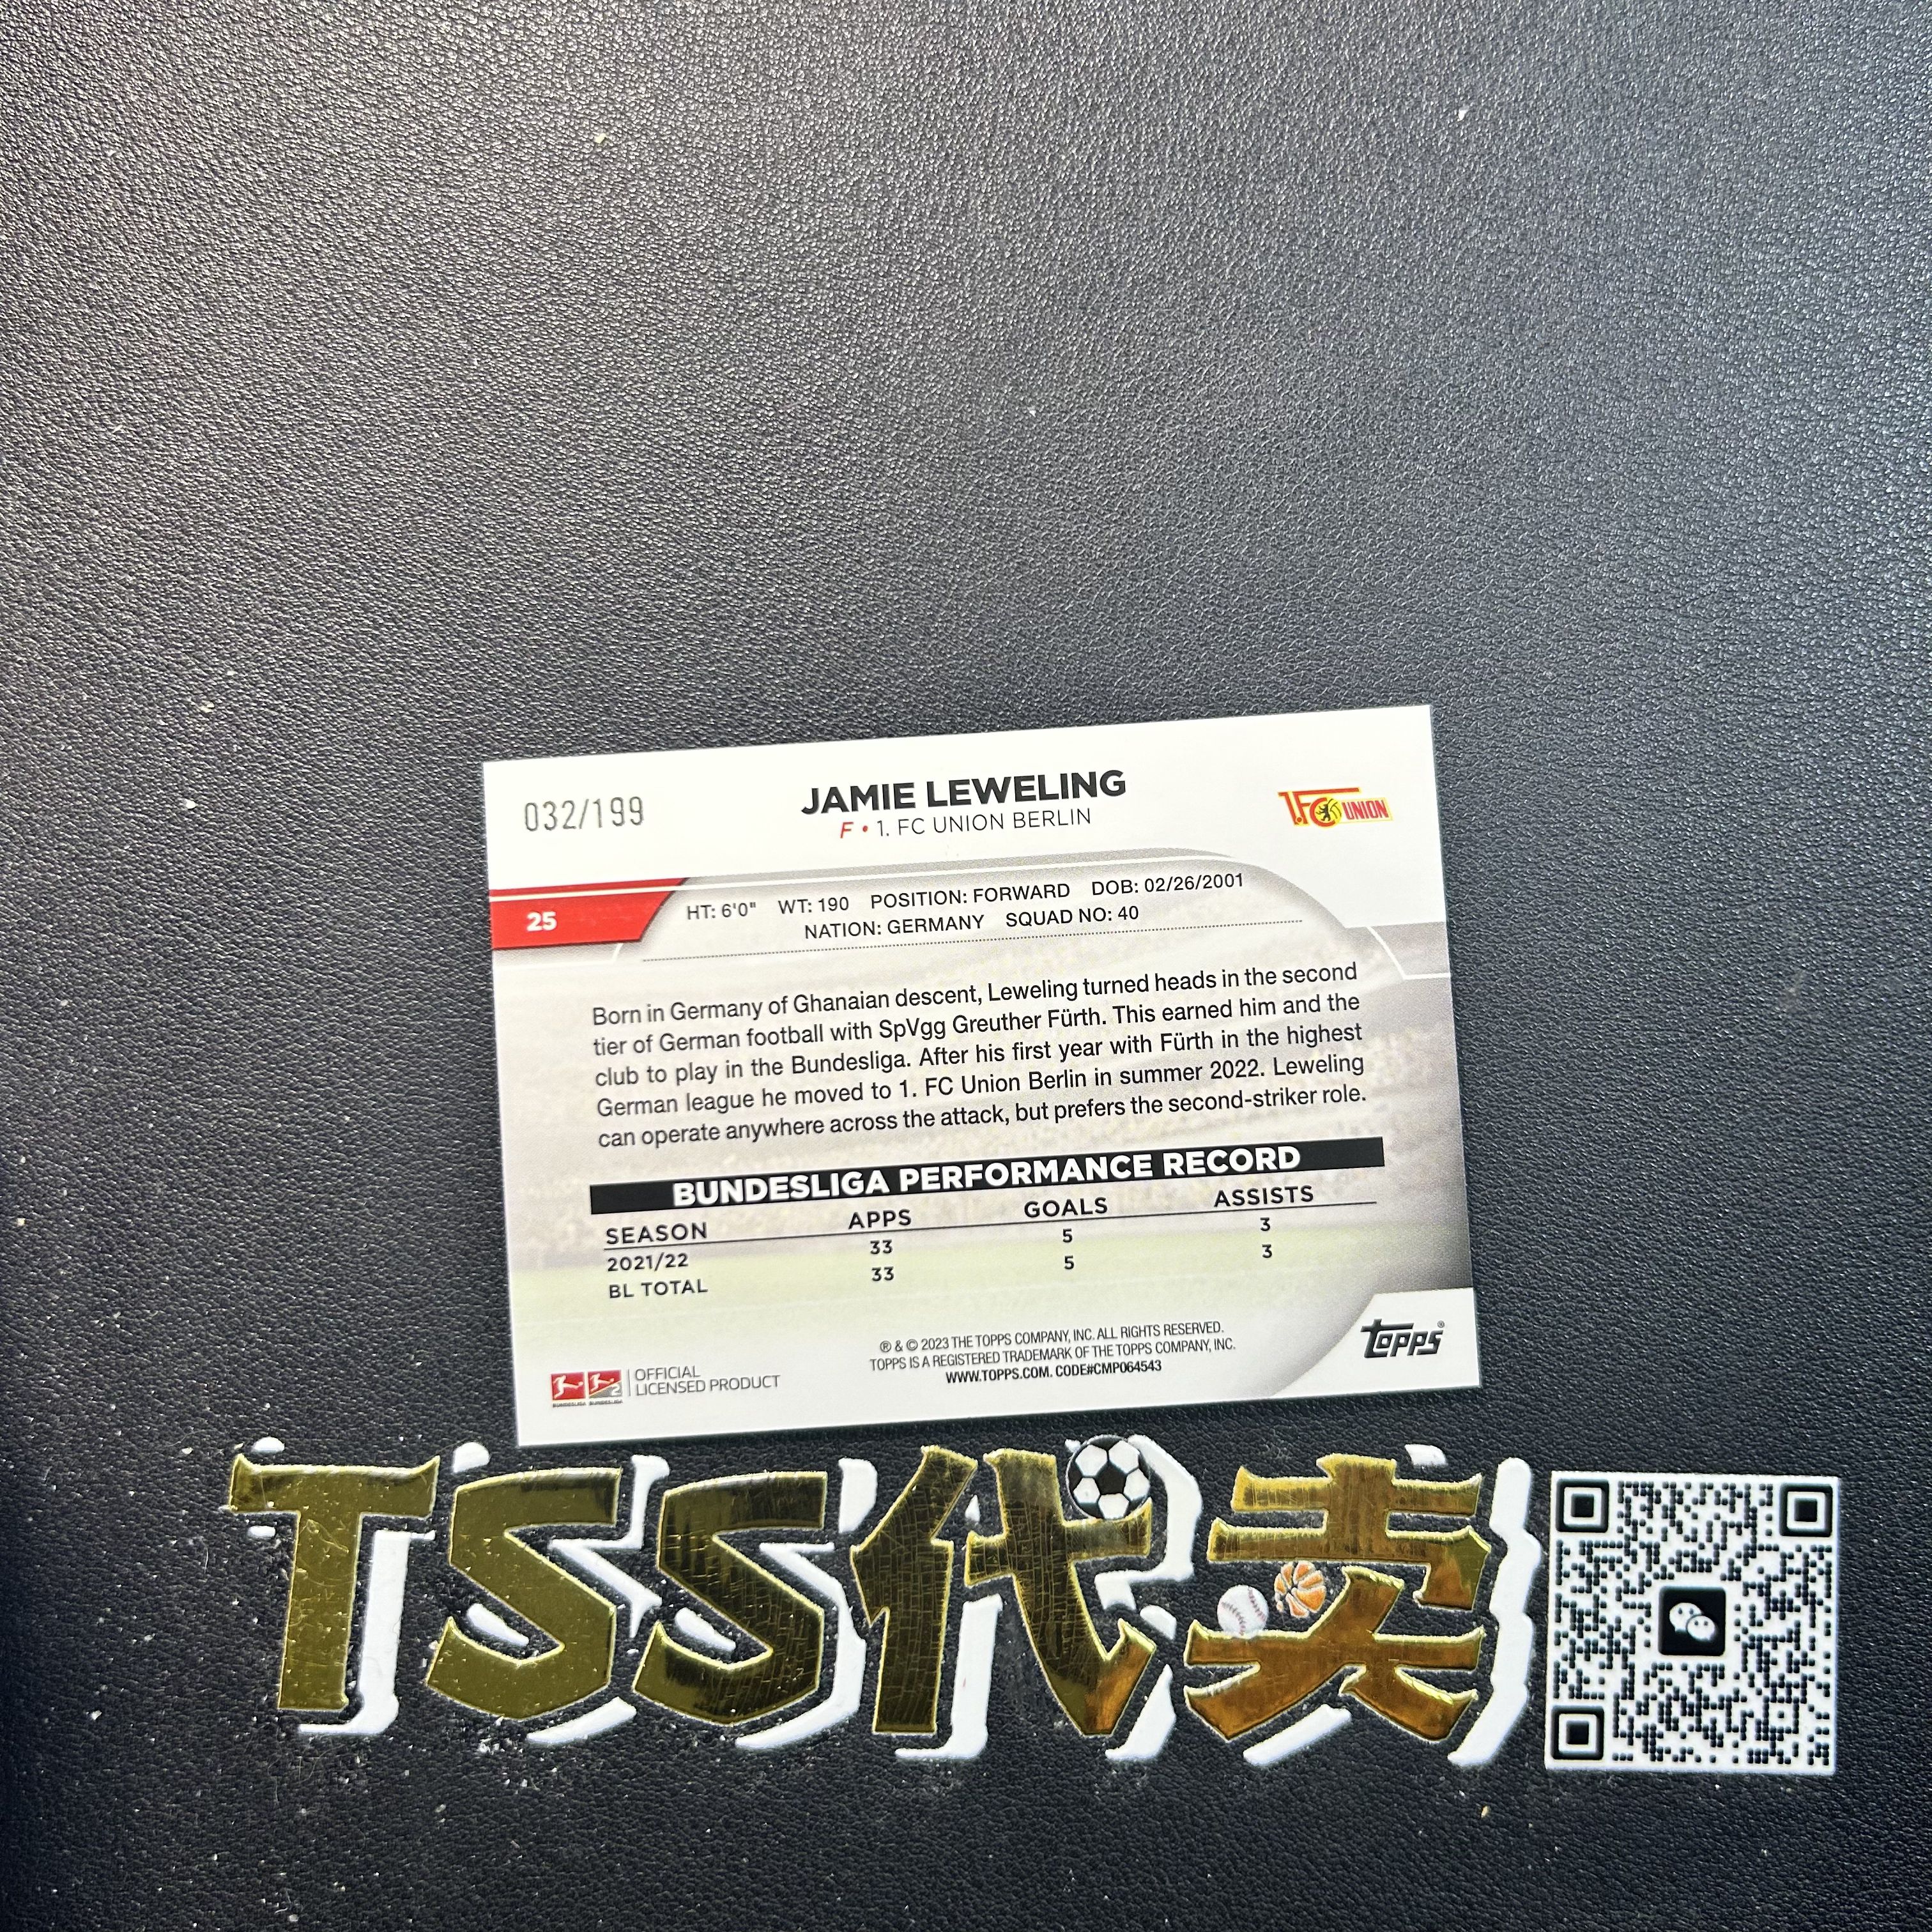 032/199
JAMIE LEWELING
F • 1. FC UNION BERLIN
1.FC UNION
25
HT: 6'0" WT: 190 POSITION: FORWARD DOB: 02/26/2001
NATION: GERMANY SQUAD NO: 40
Born in Germany of Ghanaian descent, Leweling turned heads in the second
tier of German football with SpVgg Greuther Fürth. This earned him and the
club to play in the Bundesliga. After his first year with Fürth in the highest
German league he moved to 1. FC Union Berlin in summer 2022. Leweling
can operate anywhere across the attack, but prefers the second-striker role.
BUNDESLIGA PERFORMANCE RECORD
SEASON APPS GOALS ASSISTS
2021/22 33 5 3
BL TOTAL 33 5 3
® & © 2023 THE TOPPS COMPANY, INC. ALL RIGHTS RESERVED.
TOPPS IS A REGISTERED TRADEMARK OF THE TOPPS COMPANY, INC.
WWW.TOPPS.COM. CODE#CMP064543
OFFICIAL
LICENSED PRODUCT
BUNDESLIGA BUNDESLIGA
topps®
TSS代卖